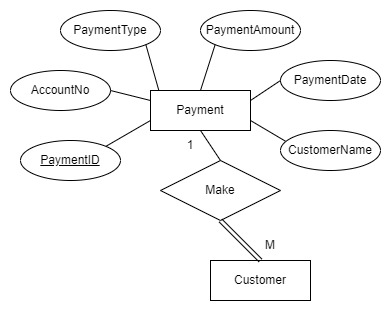 PaymentType
PaymentAmount
AccountNo
PaymentDate
Payment
PaymentID
CustomerName
1
Make
M
Customer